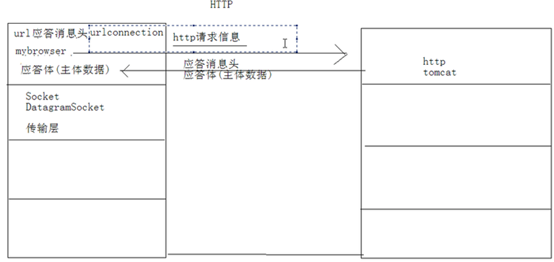 HTTP
url应答消息头
urlconnection
http请求信息
mybrowser
应答体(主体数据)
应答消息头
应答体(主体数据)
http
tomcat
Socket
DatagramSocket
传输层